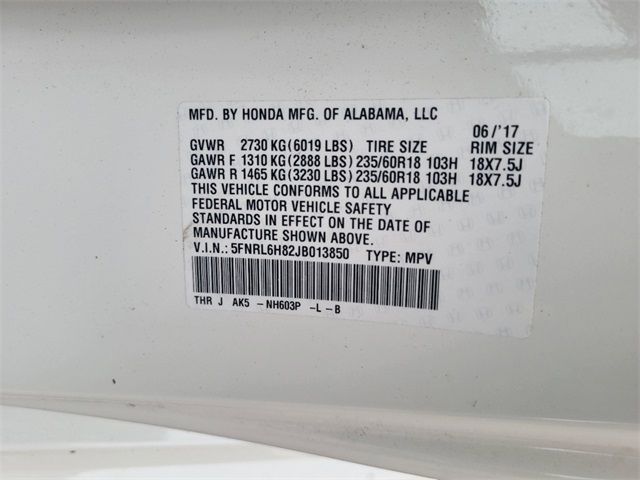 MFD. BY HONDA MFG. OF ALABAMA, LLC 06/'17
GVWR 2730 KG(6019 LBS) TIRE SIZE RIM SIZE
GAWR F 1310 KG(2888 LBS) 235/60R18 103H 18X7.5J
GAWR R 1465 KG(3230 LBS) 235/60R18 103H 18X7.5J
THIS VEHICLE CONFORMS TO ALL APPLICABLE
FEDERAL MOTOR VEHICLE SAFETY
STANDARDS IN EFFECT ON THE DATE OF
MANUFACTURE SHOWN ABOVE.
V.I.N.: 5FNRL6H82JB013850 TYPE: MPV
THR J AK5 -NH603P -L-B